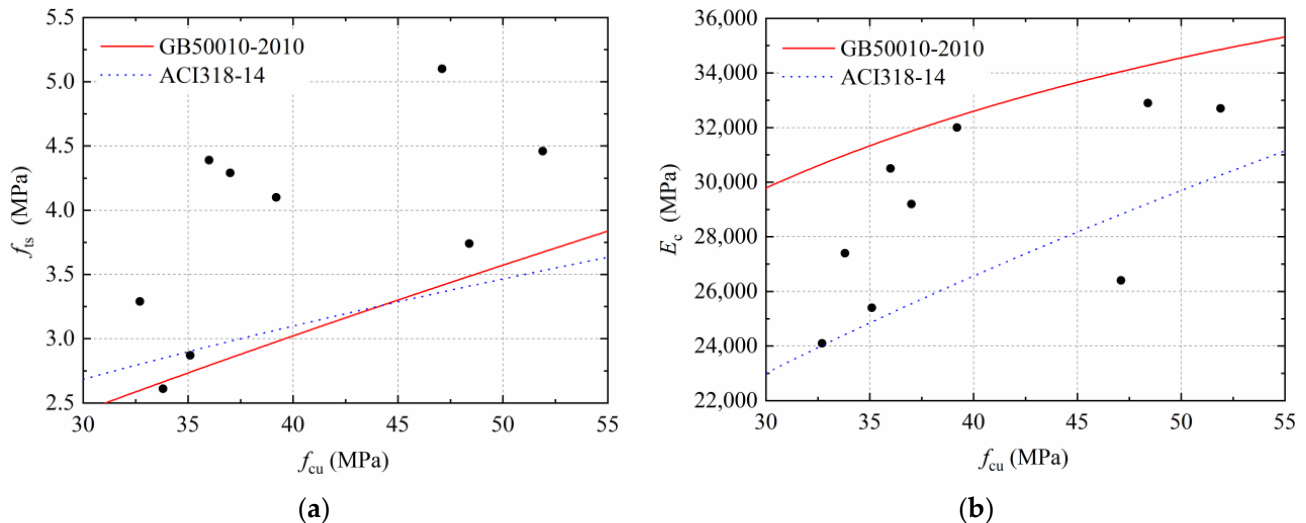 5.5
5.0
4.5
4.0
3.5
3.0
2.5
f_ts (MPa)
GB50010-2010
ACI318-14
30 35 40 45 50 55
f_cu (MPa)
(a)
36,000
34,000
32,000
30,000
28,000
26,000
24,000
22,000
E_c (MPa)
GB50010-2010
ACI318-14
30 35 40 45 50 55
f_cu (MPa)
(b)